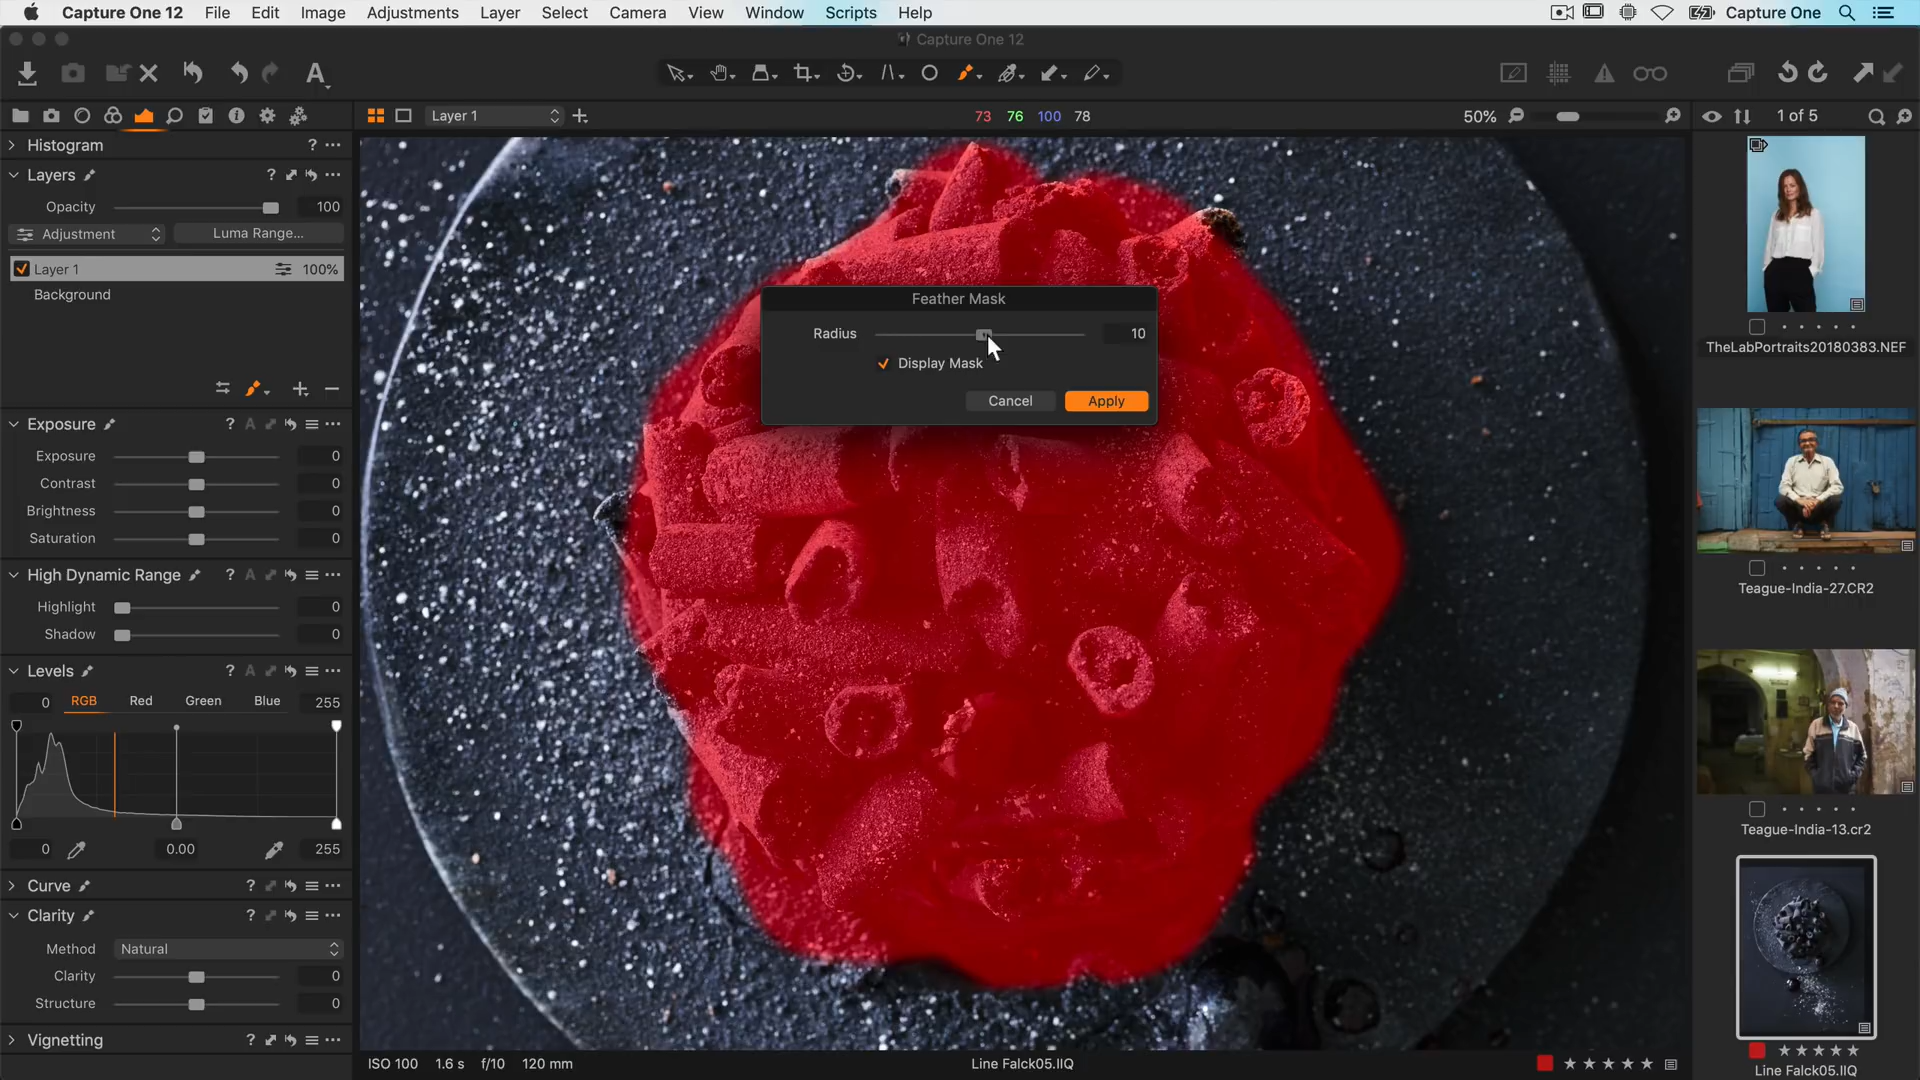 Capture One 12 File Edit Image Adjustments Layer Select Camera View Window Scripts Help Capture One
Capture One 12
Layer 1 73 76 100 78 50% 1 of 5
Histogram ? ...
Layers ? ...
Opacity 100
Adjustment Luma Range...
Layer 1 100%
Background
Exposure ? A ...
Exposure 0
Contrast 0
Brightness 0
Saturation 0
High Dynamic Range ? A ...
Highlight 0
Shadow 0
Levels ? A ...
0 RGB Red Green Blue 255
0 0.00 255
Curve ? ...
Clarity ? ...
Method Natural
Clarity 0
Structure 0
Vignetting ? ...
Feather Mask
Radius 10
Display Mask
Cancel Apply
ISO 100 1.6 s f/10 120 mm Line Falck05.IIQ
TheLabPortraits20180383.NEF
Teague-India-27.CR2
Teague-India-13.cr2
Line Falck05.IIQ